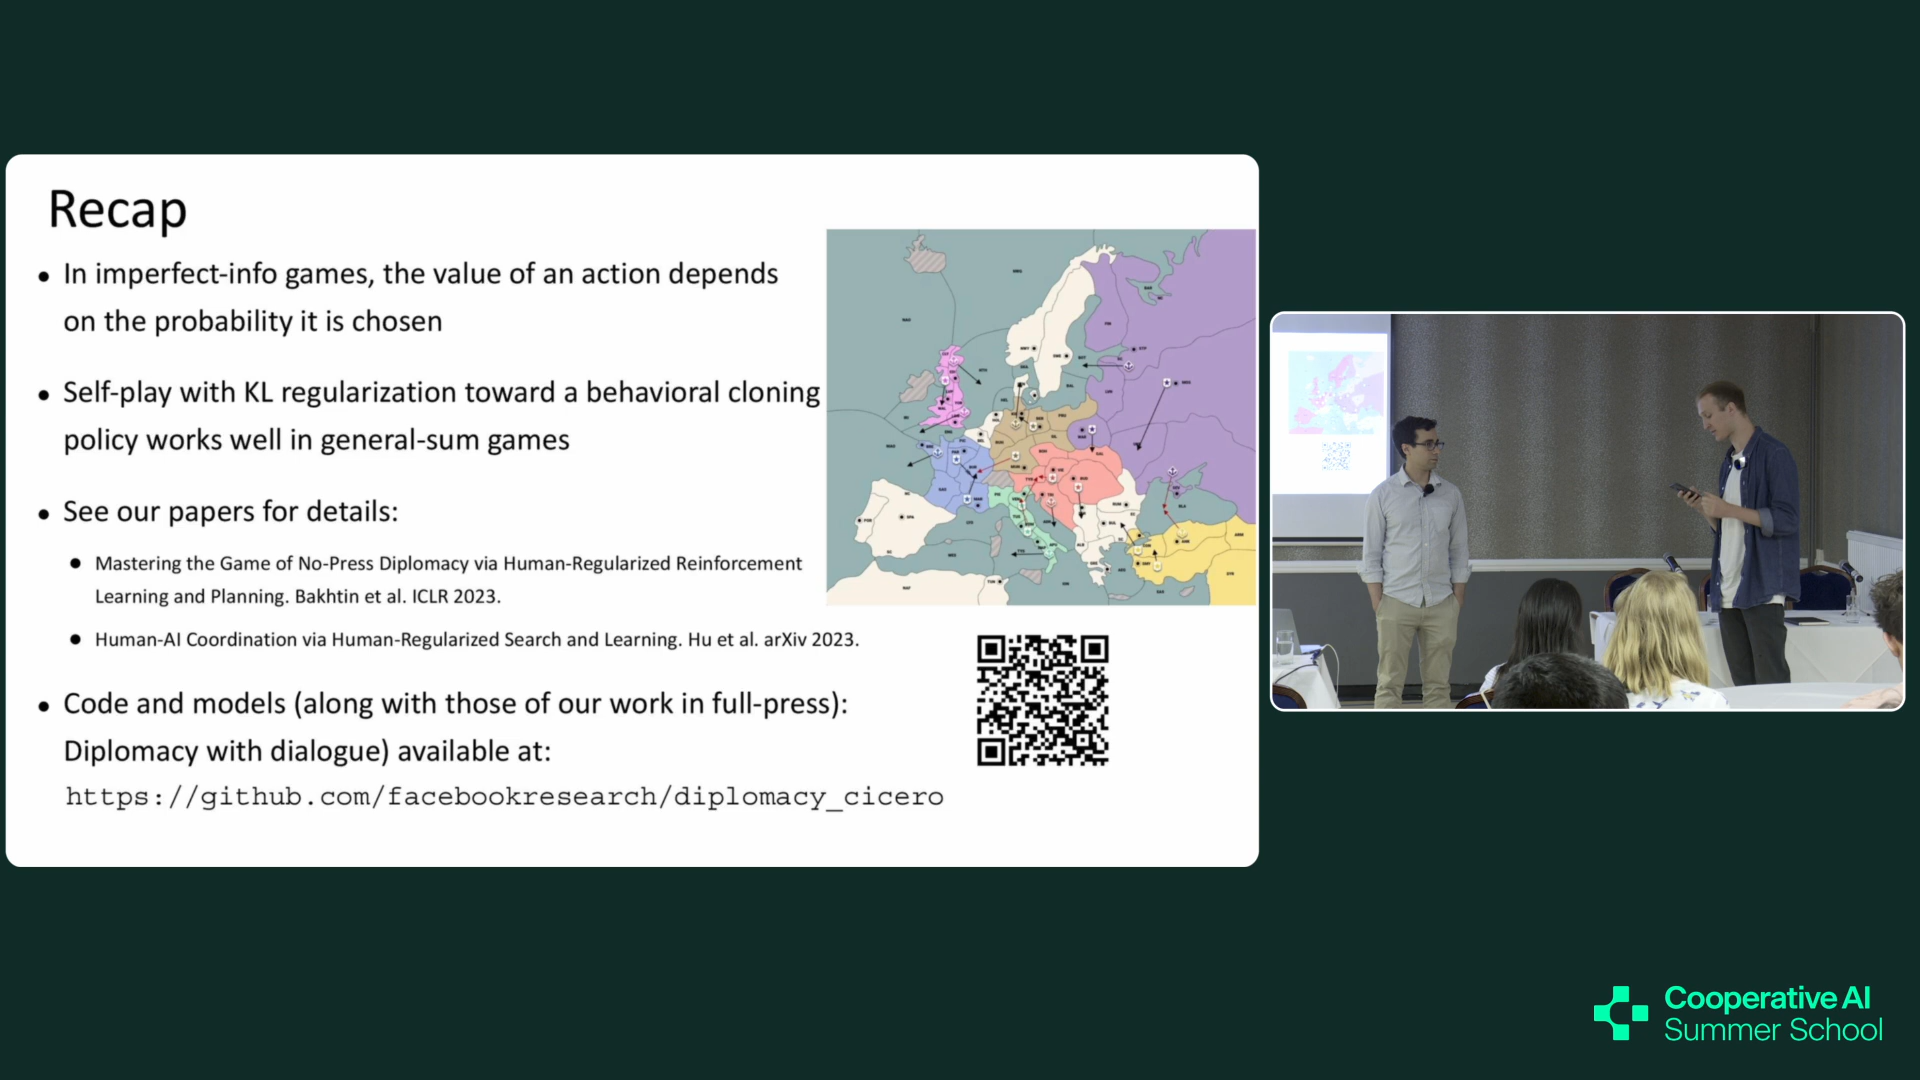 Recap
• In imperfect-info games, the value of an action depends
on the probability it is chosen
• Self-play with KL regularization toward a behavioral cloning
policy works well in general-sum games
• See our papers for details:
• Mastering the Game of No-Press Diplomacy via Human-Regularized Reinforcement
Learning and Planning. Bakhtin et al. ICLR 2023.
• Human-AI Coordination via Human-Regularized Search and Learning. Hu et al. arXiv 2023.
• Code and models (along with those of our work in full-press):
Diplomacy with dialogue) available at:
https://github.com/facebookresearch/diplomacy_cicero
Cooperative AI
Summer School